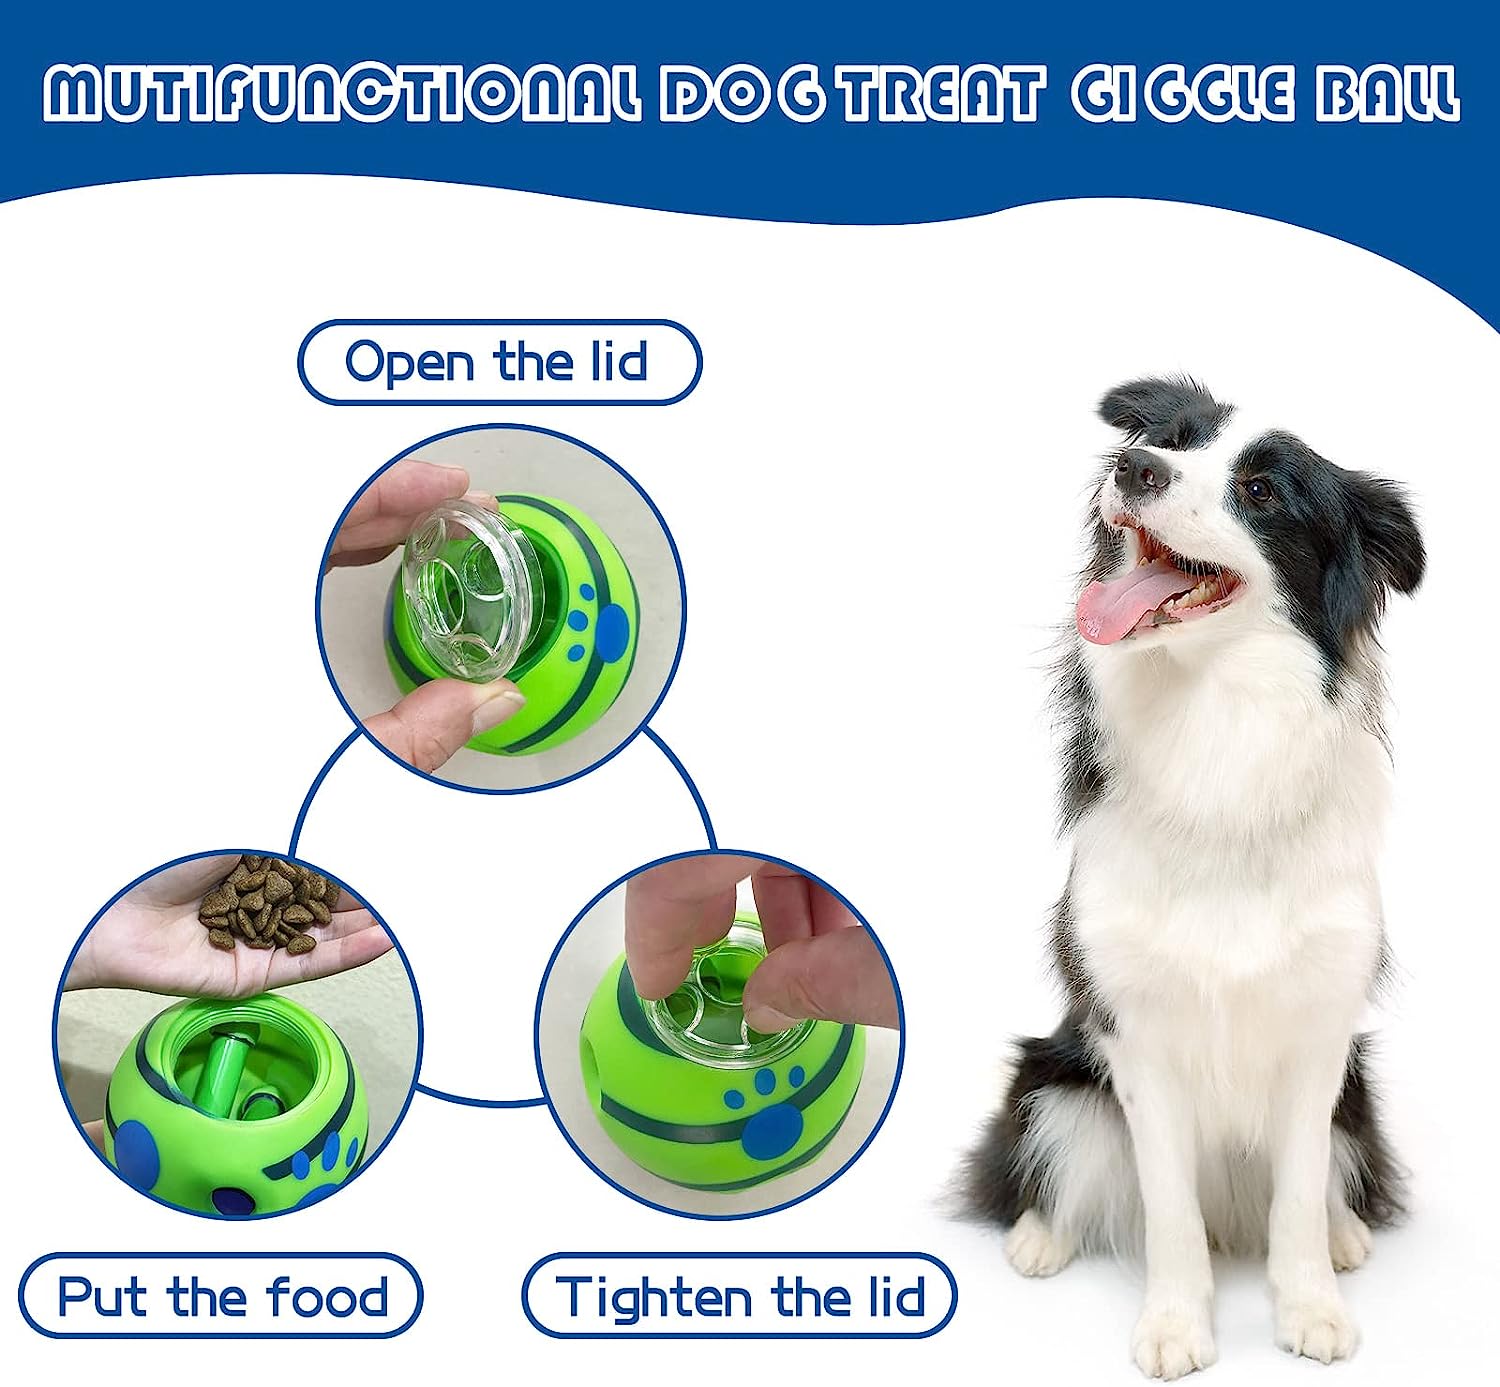 MUTIFUNCTIONAL DOG TREAT GIGGLE BALL
Open the lid
Put the food
Tighten the lid